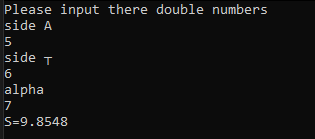 Please input there double numbers
side A
5
side ┬
6
alpha
7
S=9.8548